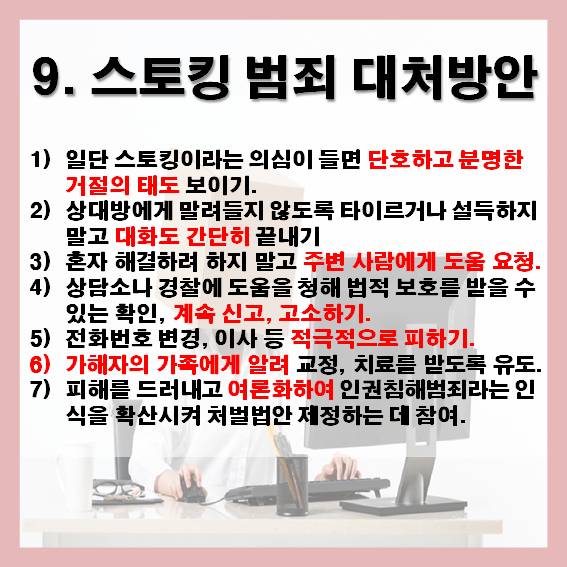 9. 스토킹 범죄 대처방안
1) 일단 스토킹이라는 의심이 들면 단호하고 분명한
거절의 태도 보이기.
2) 상대방에게 말려들지 않도록 타이르거나 설득하지
말고 대화도 간단히 끝내기
3) 혼자 해결하려 하지 말고 주변 사람에게 도움 요청.
4) 상담소나 경찰에 도움을 청해 법적 보호를 받을 수
있는 확인, 계속 신고, 고소하기.
5) 전화번호 변경, 이사 등 적극적으로 피하기.
6) 가해자의 가족에게 알려 교정, 치료를 받도록 유도.
7) 피해를 드러내고 여론화하여 인권침해범죄라는 인
식을 확산시켜 처벌법안 제정하는 데 참여.